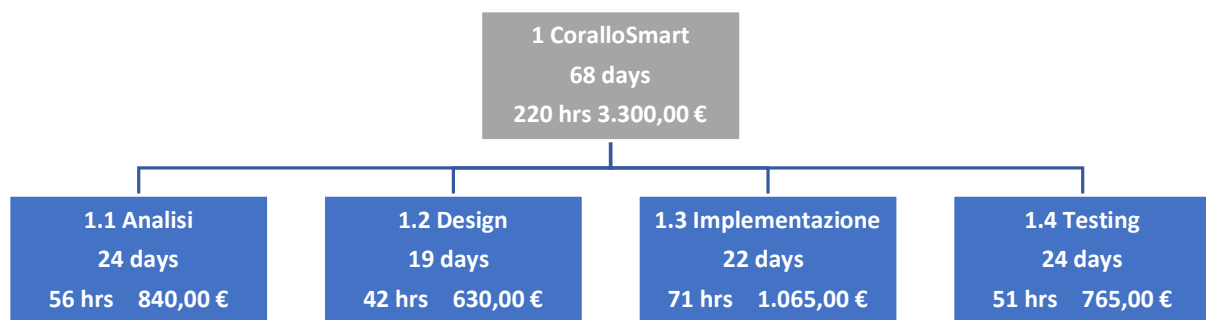 1 CoralloSmart
68 days
220 hrs 3.300,00 €
1.1 Analisi
24 days
56 hrs 840,00 €
1.2 Design
19 days
42 hrs 630,00 €
1.3 Implementazione
22 days
71 hrs 1.065,00 €
1.4 Testing
24 days
51 hrs 765,00 €